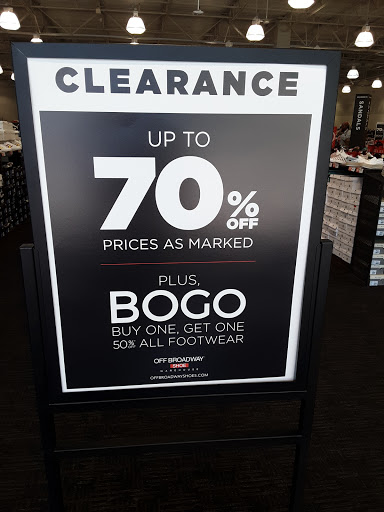 CLEARANCE
UP TO
70% OFF
PRICES AS MARKED
PLUS,
BOGO
BUY ONE, GET ONE
50% ALL FOOTWEAR
OFF BROADWAY
SHOE
WAREHOUSE
OFFBROADWAYSHOES.COM
SANDALS